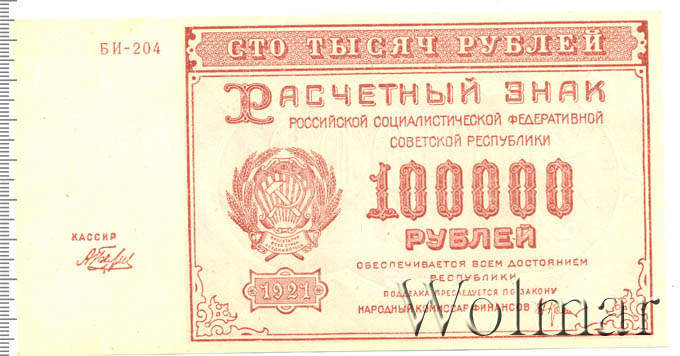 БИ-204
СТО ТЫСЯЧ РУБЛЕЙ
РАСЧЕТНЫЙ ЗНАК
РОССИЙСКОЙ СОЦИАЛИСТИЧЕСКОЙ ФЕДЕРАТИВНОЙ
СОВЕТСКОЙ РЕСПУБЛИКИ
100000
РУБЛЕЙ
КАССИР
ОБЕСПЕЧИВАЕТСЯ ВСЕМ ДОСТОЯНИЕМ
РЕСПУБЛИКИ
1921
ПОДДЕЛКА ПРЕСЛЕДУЕТСЯ ПО ЗАКОНУ
НАРОДНЫЙ КОМИССАР ФИНАНСОВ
Wolmar